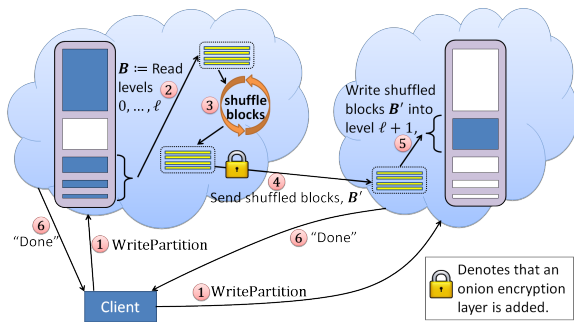 B ≔ Read
levels
0, … , ℓ
2
3
shuffle
blocks
4
Send shuffled blocks, B′
Write shuffled
blocks B′ into
level ℓ + 1,
5
6
"Done"
1 WritePartition
6 "Done"
1 WritePartition
Client
Denotes that an
onion encryption
layer is added.